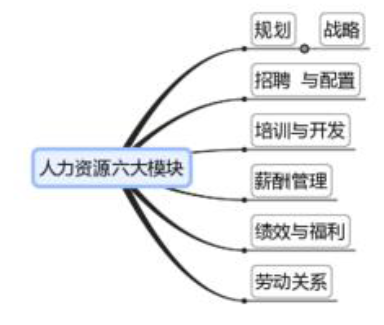 规划 战略
招聘 与配置
培训与开发
人力资源六大模块
薪酬管理
绩效与福利
劳动关系